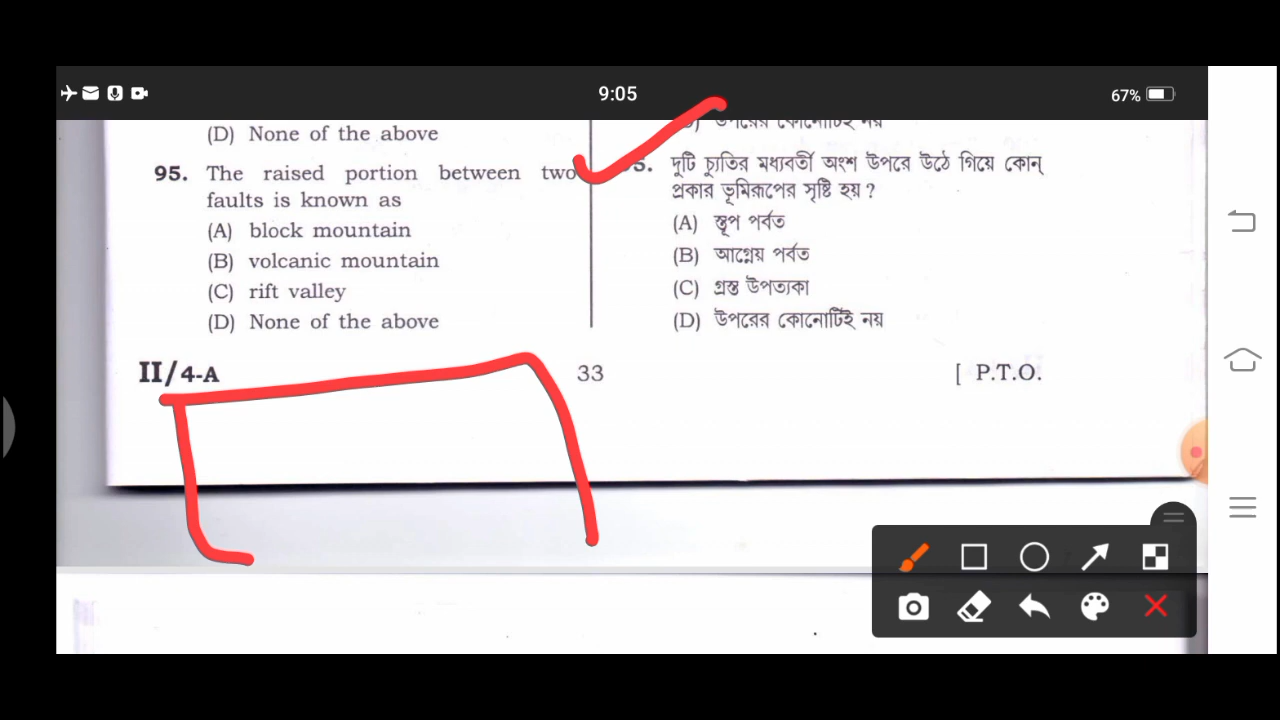 9:05
67%
(D) None of the above
উপরের কোনোটিই নয়
95. The raised portion between two
faults is known as
(A) block mountain
(B) volcanic mountain
(C) rift valley
(D) None of the above
দুটি চ্যুতির মধ্যবর্তী অংশ উপরে উঠে গিয়ে কোন্
প্রকার ভূমিরূপের সৃষ্টি হয় ?
(A) স্তূপ পর্বত
(B) আগ্নেয় পর্বত
(C) গ্রস্ত উপত্যকা
(D) উপরের কোনোটিই নয়
II/4-A
33
[ P.T.O.